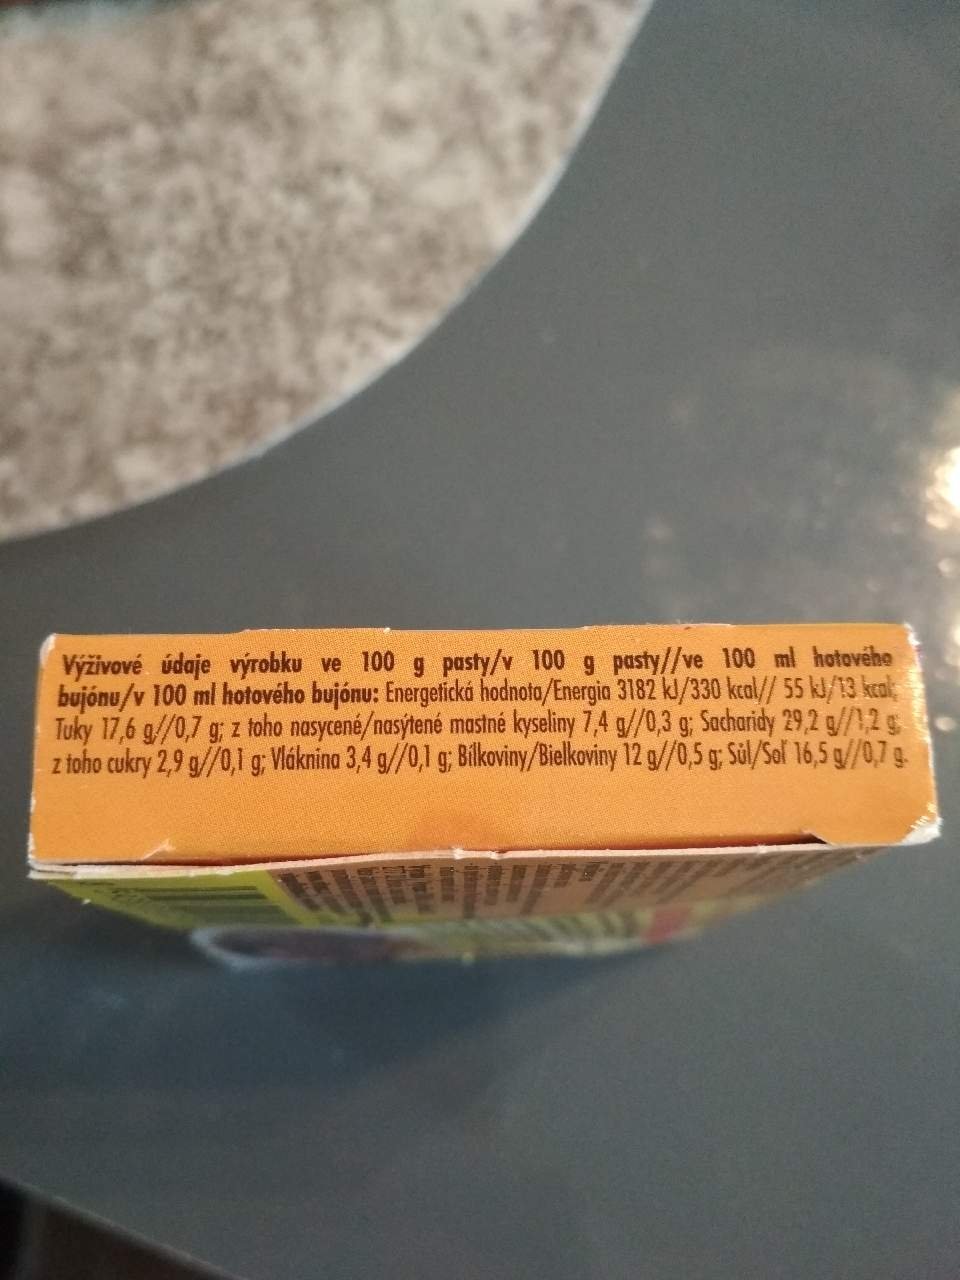 Výživové údaje výrobku ve 100 g pasty/v 100 g pasty//ve 100 ml hotového
bujónu/v 100 ml hotového bujónu: Energetická hodnota/Energia 3182 kJ/330 kcal// 55 kJ/13 kcal;
Tuky 17,6 g//0,7 g; z toho nasycené/nasýtené mastné kyseliny 7,4 g//0,3 g; Sacharidy 29,2 g//1,2 g;
z toho cukry 2,9 g//0,1 g; Vláknina 3,4 g//0,1 g; Bílkoviny/Bielkoviny 12 g//0,5 g; Sůl/Soľ 16,5 g//0,7 g.